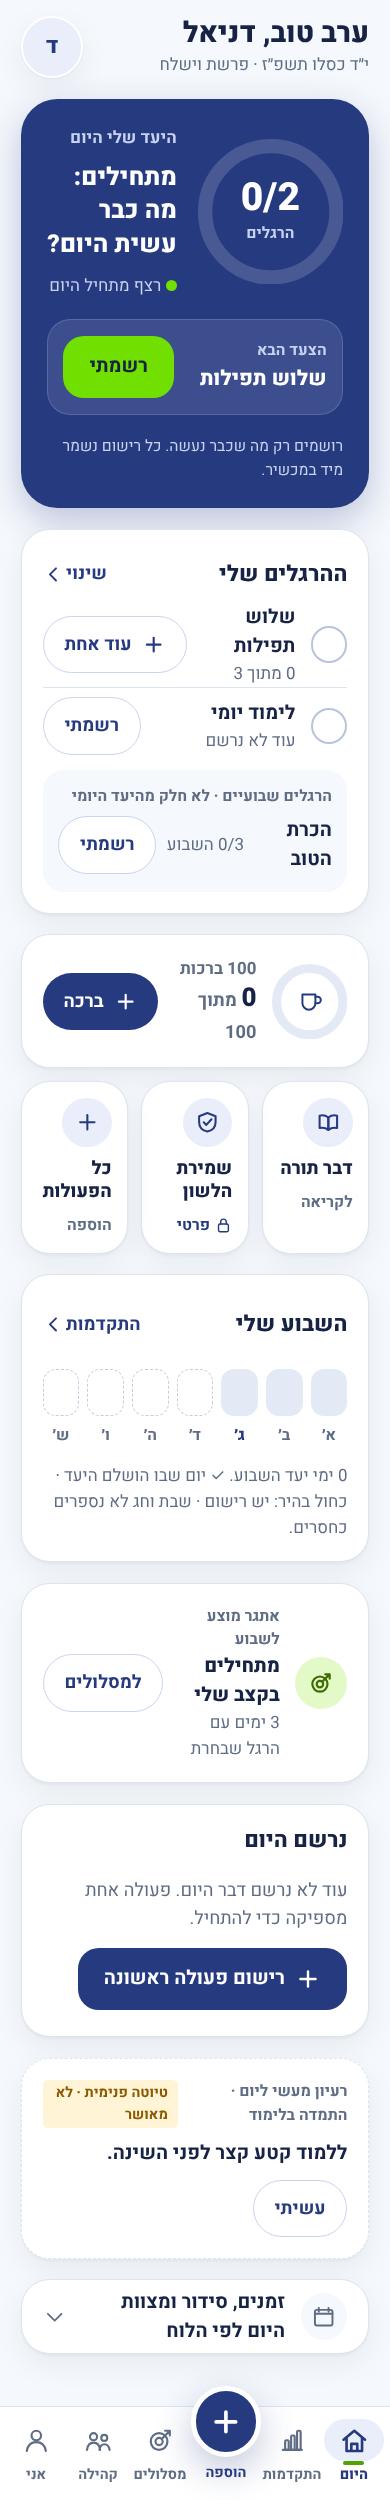 ערב טוב, דניאל
י״ד כסלו תשפ״ז · פרשת וישלח
ד
היעד שלי היום
מתחילים:
מה כבר
עשית היום?
רצף מתחיל היום
0/2
הרגלים
הצעד הבא
שלוש תפילות
רשמתי
רושמים רק מה שכבר נעשה. כל רישום נשמר
מיד במכשיר.
ההרגלים שלי
שינוי
שלוש
תפילות
0 מתוך 3
עוד אחת
לימוד יומי
עוד לא נרשם
רשמתי
הרגלים שבועיים · לא חלק מהיעד היומי
הכרת
הטוב
0/3 השבוע
רשמתי
100 ברכות
0 מתוך
100
ברכה
דבר תורה
לקריאה
שמירת
הלשון
פרטי
כל
הפעולות
הוספה
השבוע שלי
התקדמות
א׳
ב׳
ג׳
ד׳
ה׳
ו׳
ש׳
0 ימי יעד השבוע. ✓ יום שבו הושלם היעד ·
כחול בהיר: יש רישום · שבת וחג לא נספרים
כחסרים.
אתגר מוצע
לשבוע
מתחילים
בקצב שלי
3 ימים עם
הרגל שבחרת
למסלולים
נרשם היום
עוד לא נרשם דבר היום. פעולה אחת
מספיקה כדי להתחיל.
רישום פעולה ראשונה
רעיון מעשי ליום ·
התמדה בלימוד
טיוטה פנימית · לא
מאושר
ללמוד קטע קצר לפני השינה.
עשיתי
זמנים, סידור ומצוות
היום לפי הלוח
היום
התקדמות
הוספה
מסלולים
קהילה
אני